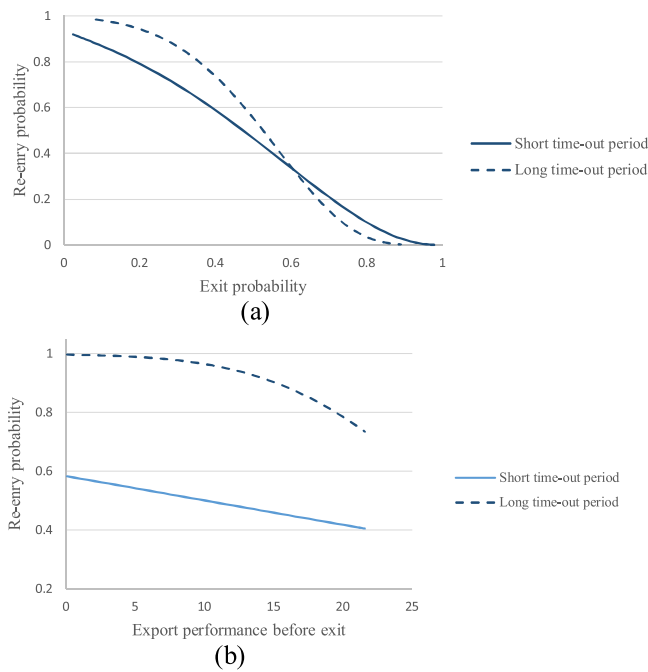 1
0.8
0.6
0.4
0.2
0
Re-enry probability
0 0.2 0.4 0.6 0.8 1
Exit probability
Short time-out period
Long time-out period
(a)
1
0.8
0.6
0.4
0.2
Re-enry probability
0 5 10 15 20 25
Export performance before exit
Short time-out period
Long time-out period
(b)